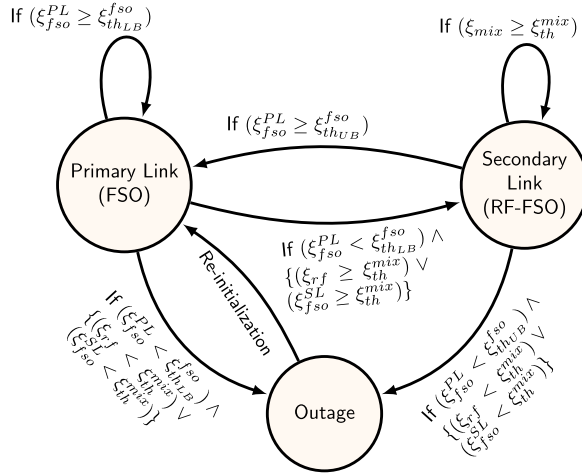 If (ξ_{fso}^{PL} ≥ ξ_{th_{LB}}^{fso})
If (ξ_{mix} ≥ ξ_{th}^{mix})
If (ξ_{fso}^{PL} ≥ ξ_{th_{UB}}^{fso})
Primary Link
(FSO)
Secondary
Link
(RF-FSO)
If (ξ_{fso}^{PL} < ξ_{th_{LB}}^{fso}) ∧
{(ξ_{rf} ≥ ξ_{th}^{mix}) ∨
(ξ_{fso}^{SL} ≥ ξ_{th}^{mix})}
Re-initialization
If (ξ_{fso}^{PL} < ξ_{th_{LB}}^{fso}) ∧
{(ξ_{rf} < ξ_{th}^{mix}) ∨
(ξ_{fso}^{SL} < ξ_{th}^{mix})}
If (ξ_{fso}^{PL} < ξ_{th_{UB}}^{fso}) ∧
{(ξ_{rf} < ξ_{th}^{mix}) ∨
(ξ_{fso}^{SL} < ξ_{th}^{mix})}
Outage